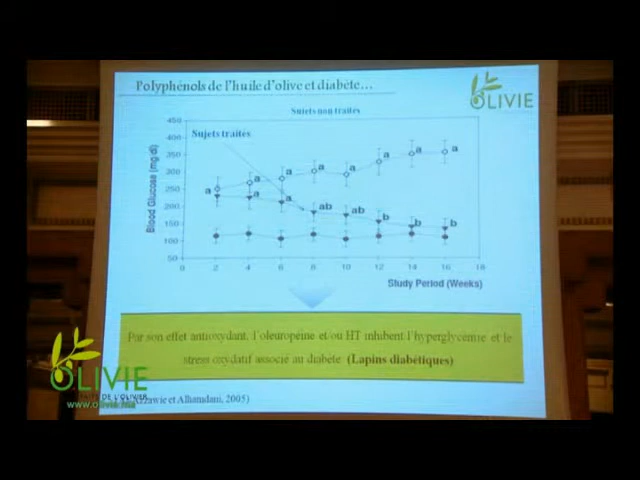 Polyphénols de l'huile d'olive et diabète...
OLIVIE
Sujets non traités
Sujets traités
Blood Glucose (mg/dl)
450
400
350
300
250
200
150
100
50
a a a a a a a a
a a ab a b b b
0 2 4 6 8 10 12 14 16 18
Study Period (Weeks)
Par son effet antioxydant, l'oleuropéine et/ou HT inhibent l'hyperglycémie et le
stress oxydatif associé au diabète (Lapins diabétiques)
OLIVIE
DE L'OLIVIER
www.olivie.ma
et Alhamdani, 2005)